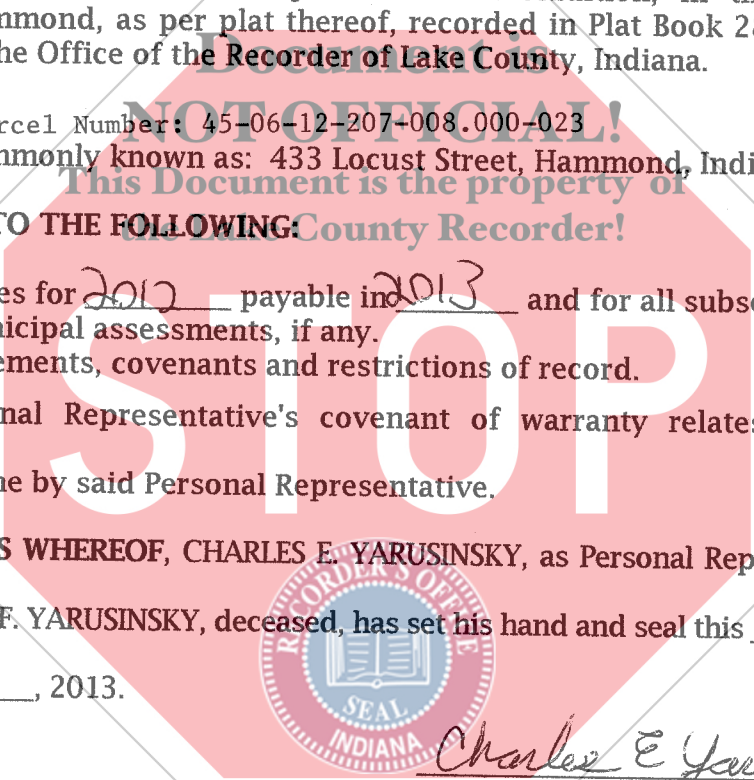 mmond, as per plat thereof, recorded in Plat Book 2
he Office of the Recorder of Lake County, Indiana.
Document is
NOT OFFICIAL!
rcel Number: 45-06-12-207-008.000-023
mmonly known as: 433 Locust Street, Hammond, Indi
This Document is the property of
the Lake County Recorder!
TO THE FOLLOWING:
es for 2012 payable in 2013 and for all subse
nicipal assessments, if any.
ements, covenants and restrictions of record.
nal Representative's covenant of warranty relates
ne by said Personal Representative.
STOP
S WHEREOF, CHARLES E. YARUSINSKY, as Personal Rep
F. YARUSINSKY, deceased, has set his hand and seal this
___, 2013.
RECORDER'S OFFICE
SEAL
INDIANA
Charles E Yar